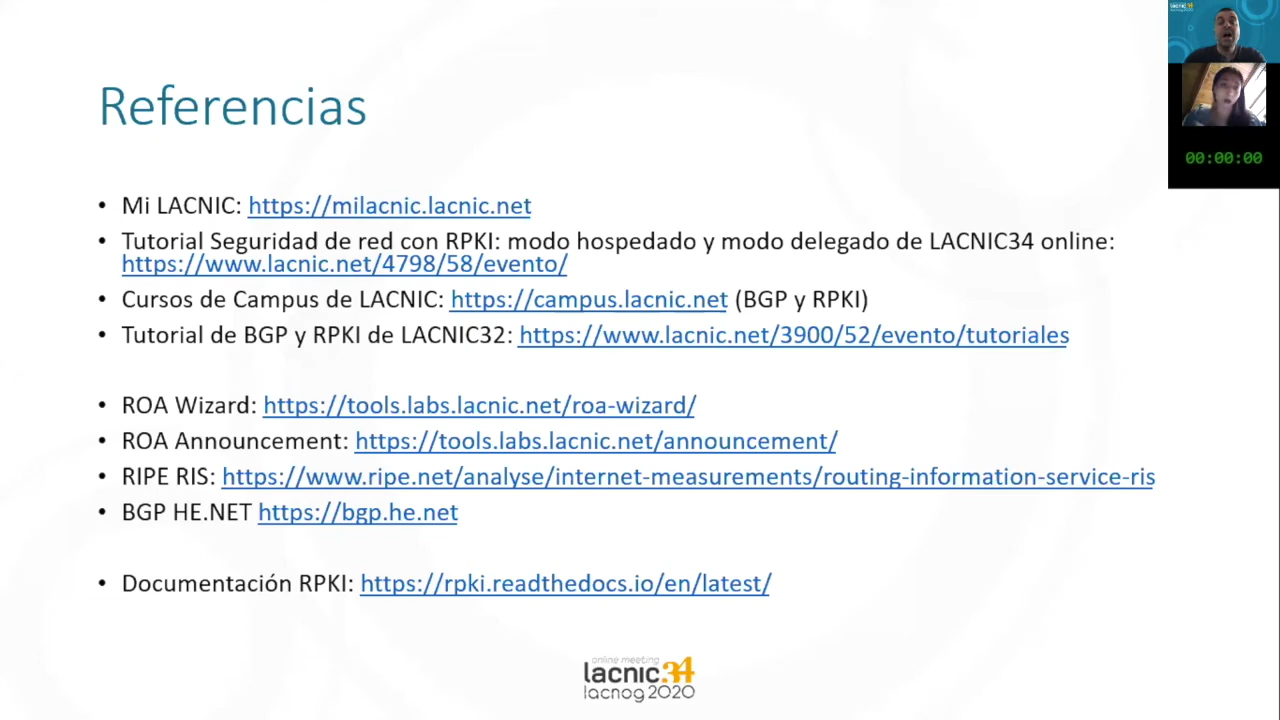 Referencias
• Mi LACNIC: https://milacnic.lacnic.net
• Tutorial Seguridad de red con RPKI: modo hospedado y modo delegado de LACNIC34 online:
https://www.lacnic.net/4798/58/evento/
• Cursos de Campus de LACNIC: https://campus.lacnic.net (BGP y RPKI)
• Tutorial de BGP y RPKI de LACNIC32: https://www.lacnic.net/3900/52/evento/tutoriales
• ROA Wizard: https://tools.labs.lacnic.net/roa-wizard/
• ROA Announcement: https://tools.labs.lacnic.net/announcement/
• RIPE RIS: https://www.ripe.net/analyse/internet-measurements/routing-information-service-ris
• BGP HE.NET https://bgp.he.net
• Documentación RPKI: https://rpki.readthedocs.io/en/latest/
online meeting
lacnic34
lacnog2020
lacnic34
lacnog2020
00:00:00